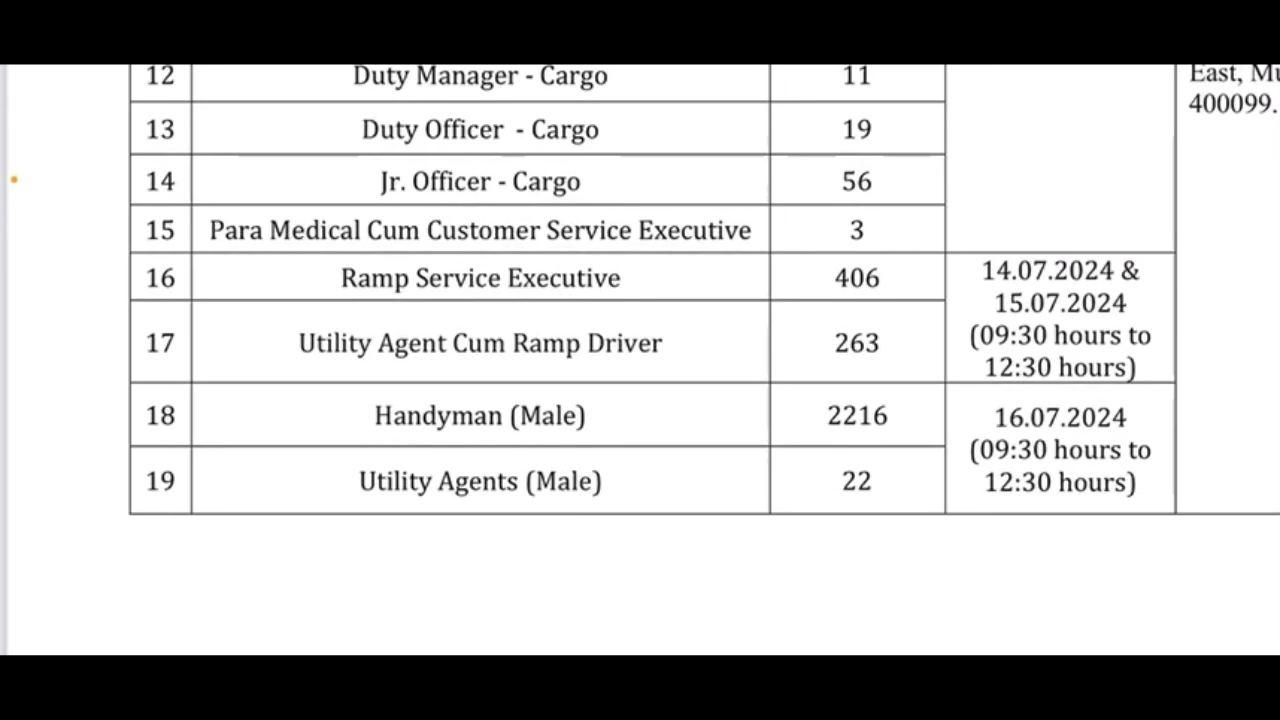 12 Duty Manager - Cargo 11
East, Mu
400099.
13 Duty Officer - Cargo 19
14 Jr. Officer - Cargo 56
15 Para Medical Cum Customer Service Executive 3
16 Ramp Service Executive 406
14.07.2024 &
15.07.2024
(09:30 hours to
12:30 hours)
17 Utility Agent Cum Ramp Driver 263
18 Handyman (Male) 2216
16.07.2024
(09:30 hours to
12:30 hours)
19 Utility Agents (Male) 22